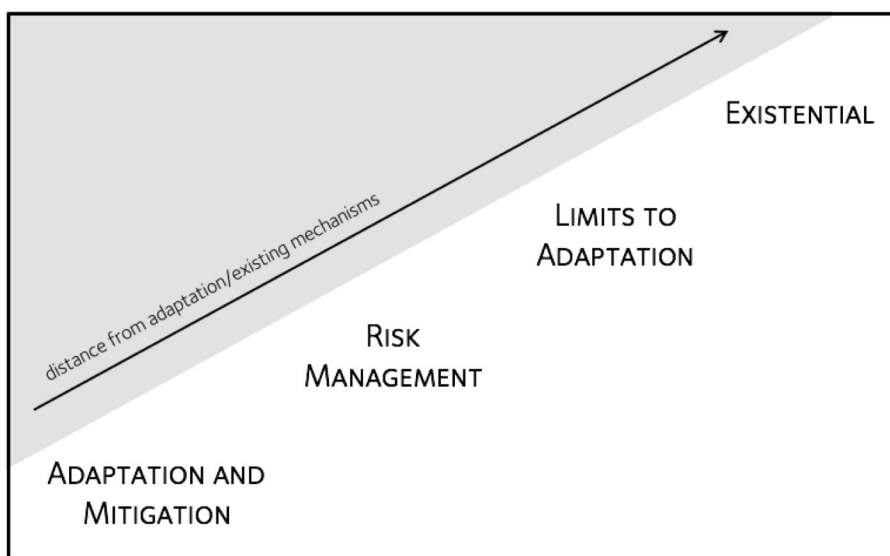 EXISTENTIAL
LIMITS TO
ADAPTATION
distance from adaptation/existing mechanisms
RISK
MANAGEMENT
ADAPTATION AND
MITIGATION